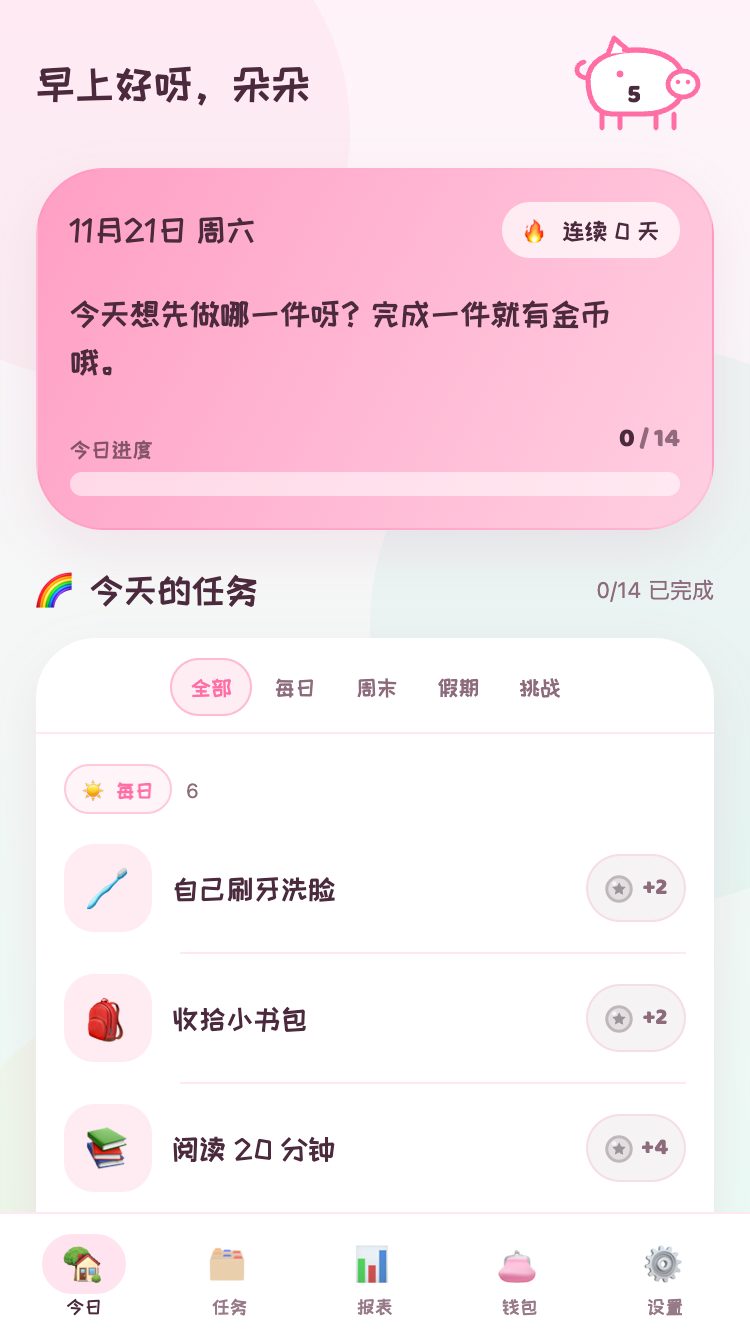 早上好呀，朵朵
5
11月21日 周六
连续 0 天
今天想先做哪一件呀？完成一件就有金币
哦。
今日进度
0/14
今天的任务
0/14 已完成
全部 每日 周末 假期 挑战
每日 6
自己刷牙洗脸 +2
收拾小书包 +2
阅读 20 分钟 +4
今日 任务 报表 钱包 设置